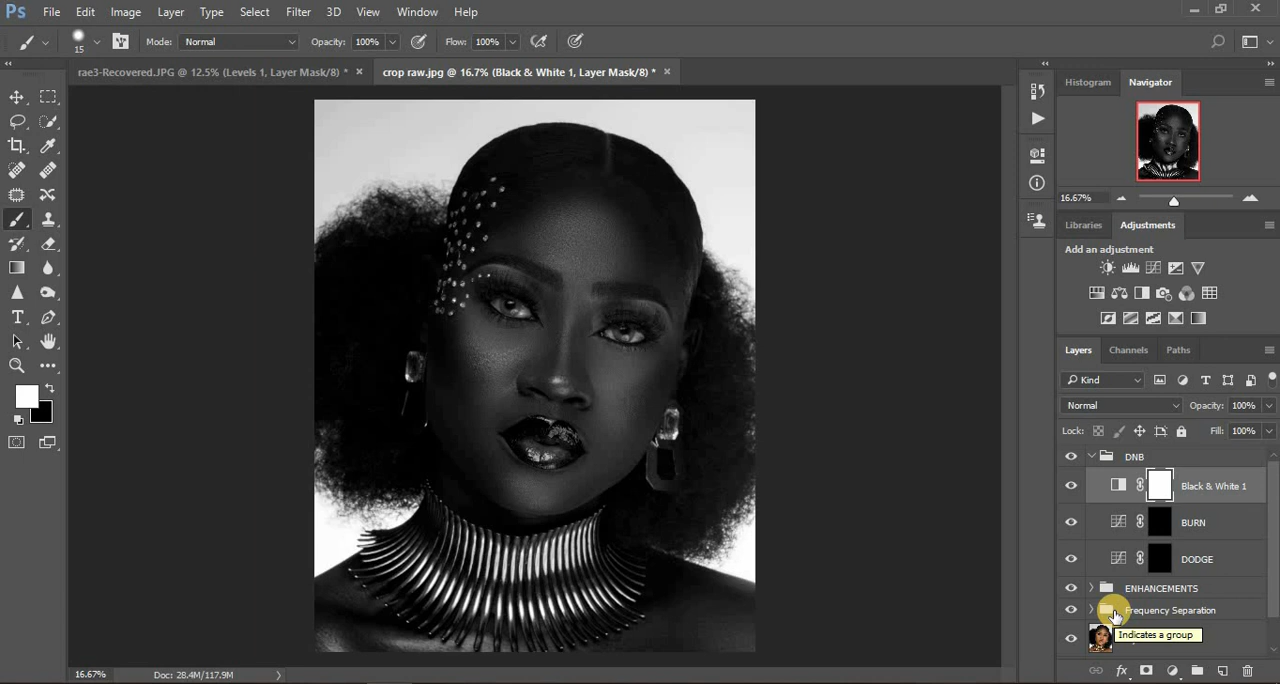 Ps File Edit Image Layer Type Select Filter 3D View Window Help
15 Mode: Normal Opacity: 100% Flow: 100%
rae3-Recovered.JPG @ 12.5% (Levels 1, Layer Mask/8) * × crop raw.jpg @ 16.7% (Black & White 1, Layer Mask/8) * ×
Histogram Navigator
16.67%
Libraries Adjustments
Add an adjustment
Layers Channels Paths
Kind
Normal Opacity: 100%
Lock: Fill: 100%
DNB
Black & White 1
BURN
DODGE
ENHANCEMENTS
Frequency Separation
Indicates a group
16.67% Doc: 28.4M/117.9M